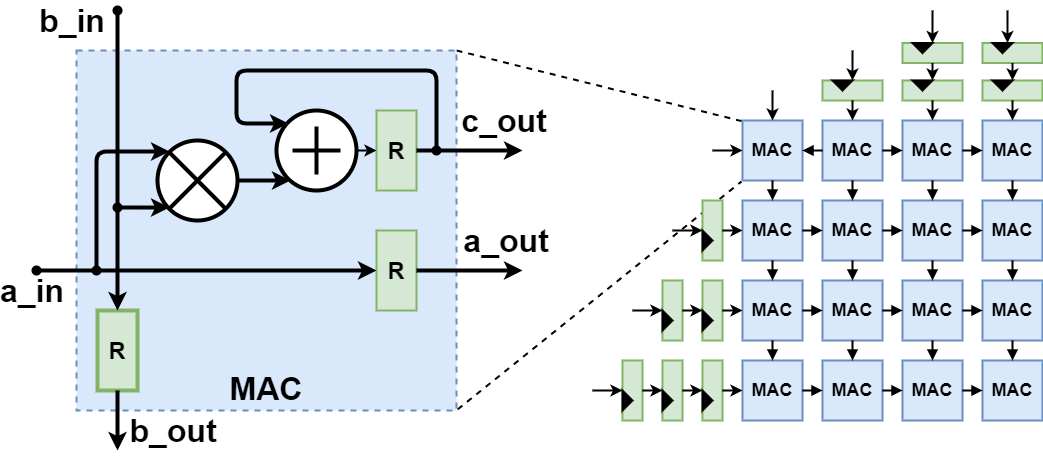 b_in
c_out
R
a_out
R
a_in
R
MAC
b_out
MAC MAC MAC MAC
MAC MAC MAC MAC
MAC MAC MAC MAC
MAC MAC MAC MAC